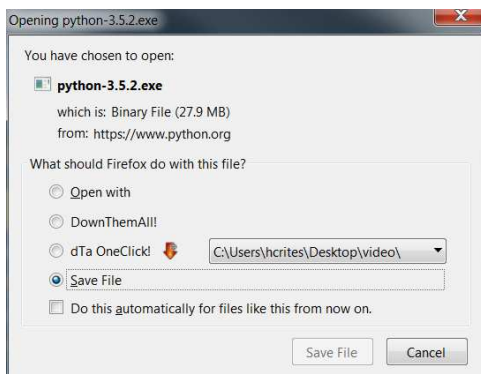 Opening python-3.5.2.exe
You have chosen to open:
python-3.5.2.exe
which is: Binary File (27.9 MB)
from: https://www.python.org
What should Firefox do with this file?
Open with
DownThemAll!
dTa OneClick! C:\Users\hcrites\Desktop\video\
Save File
Do this automatically for files like this from now on.
Save File Cancel